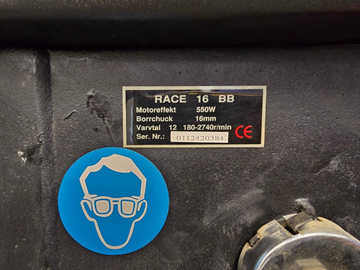 RACE 16 BB
Motoreffekt 550W
Borrchuck 16mm
Varvtal 12 180-2740r/min
Ser. Nr.: 0112420384 CE